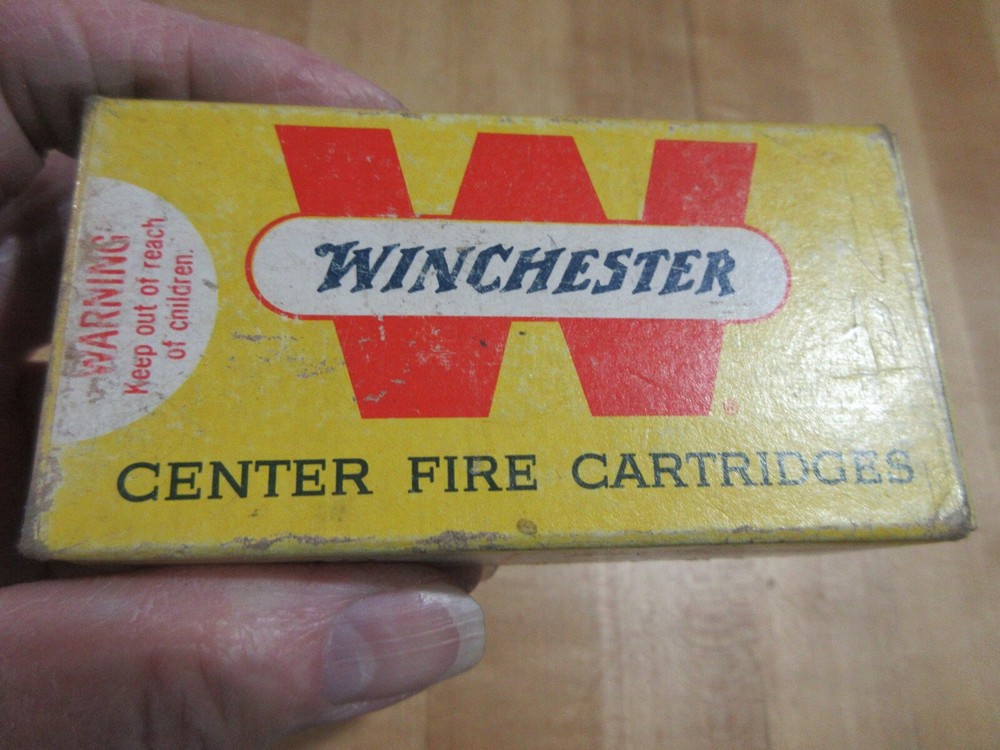 WARNING
Keep out of reach
of children.
WINCHESTER
CENTER FIRE CARTRIDGES